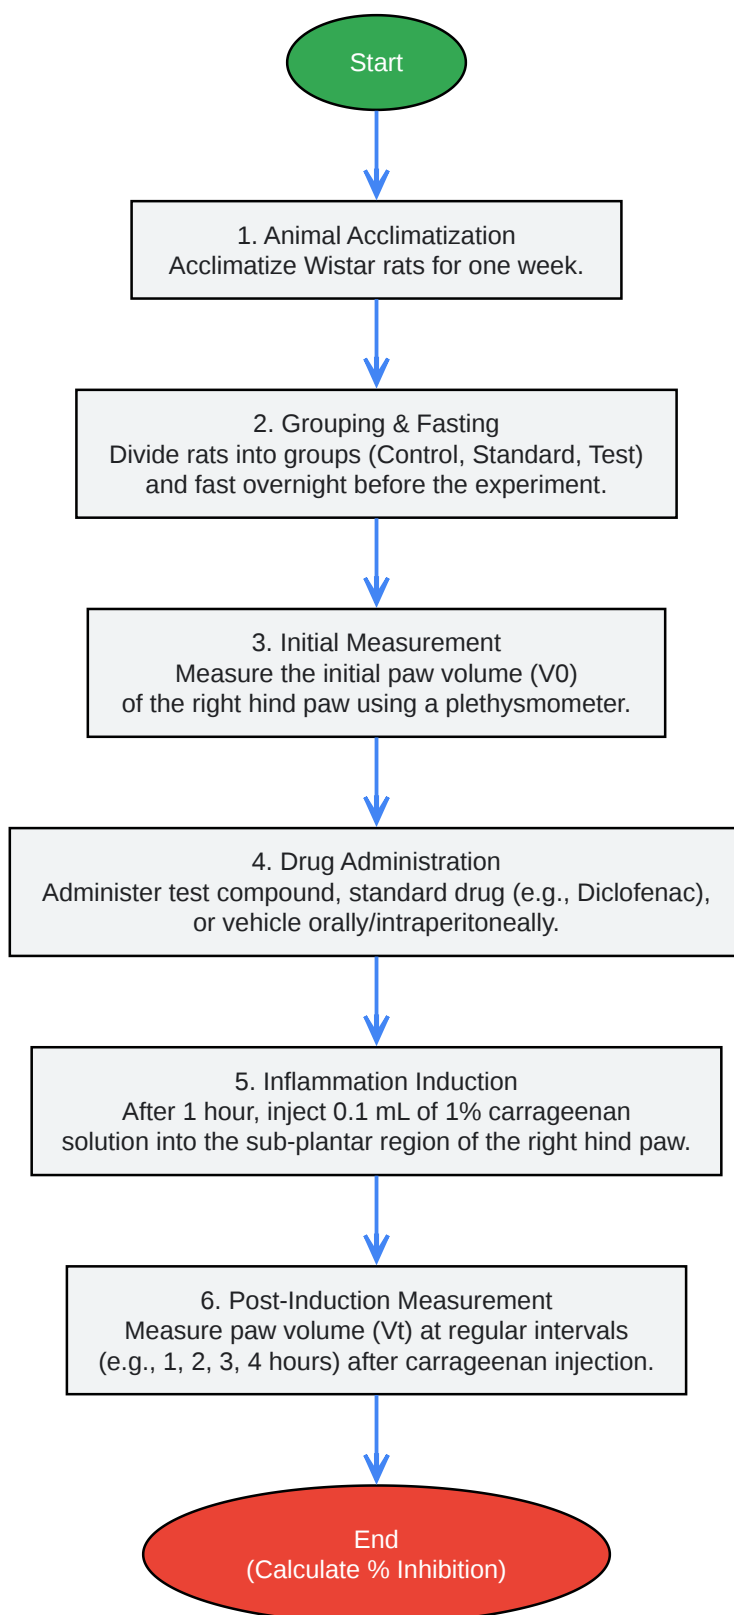 Start
1. Animal Acclimatization
Acclimatize Wistar rats for one week.
2. Grouping & Fasting
Divide rats into groups (Control, Standard, Test)
and fast overnight before the experiment.
3. Initial Measurement
Measure the initial paw volume (V0)
of the right hind paw using a plethysmometer.
4. Drug Administration
Administer test compound, standard drug (e.g., Diclofenac),
or vehicle orally/intraperitoneally.
5. Inflammation Induction
After 1 hour, inject 0.1 mL of 1% carrageenan
solution into the sub-plantar region of the right hind paw.
6. Post-Induction Measurement
Measure paw volume (Vt) at regular intervals
(e.g., 1, 2, 3, 4 hours) after carrageenan injection.
End
(Calculate % Inhibition)